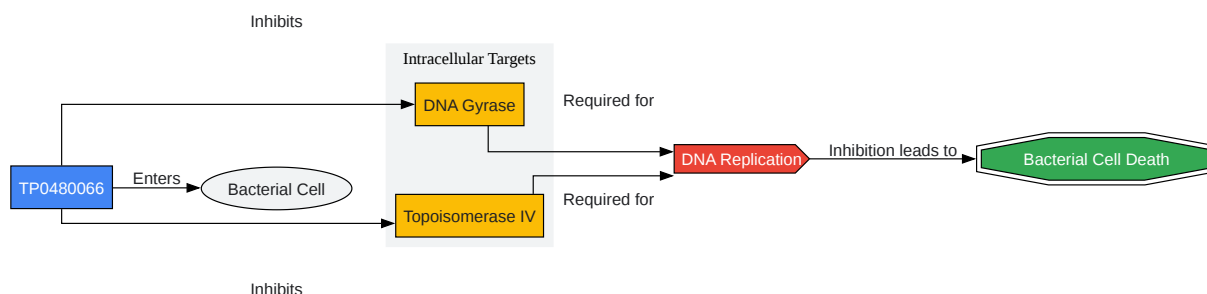 Inhibits
Intracellular Targets
DNA Gyrase
Required for
TP0480066
Enters
Bacterial Cell
Topoisomerase IV
Required for
DNA Replication
Inhibition leads to
Bacterial Cell Death
Inhibits